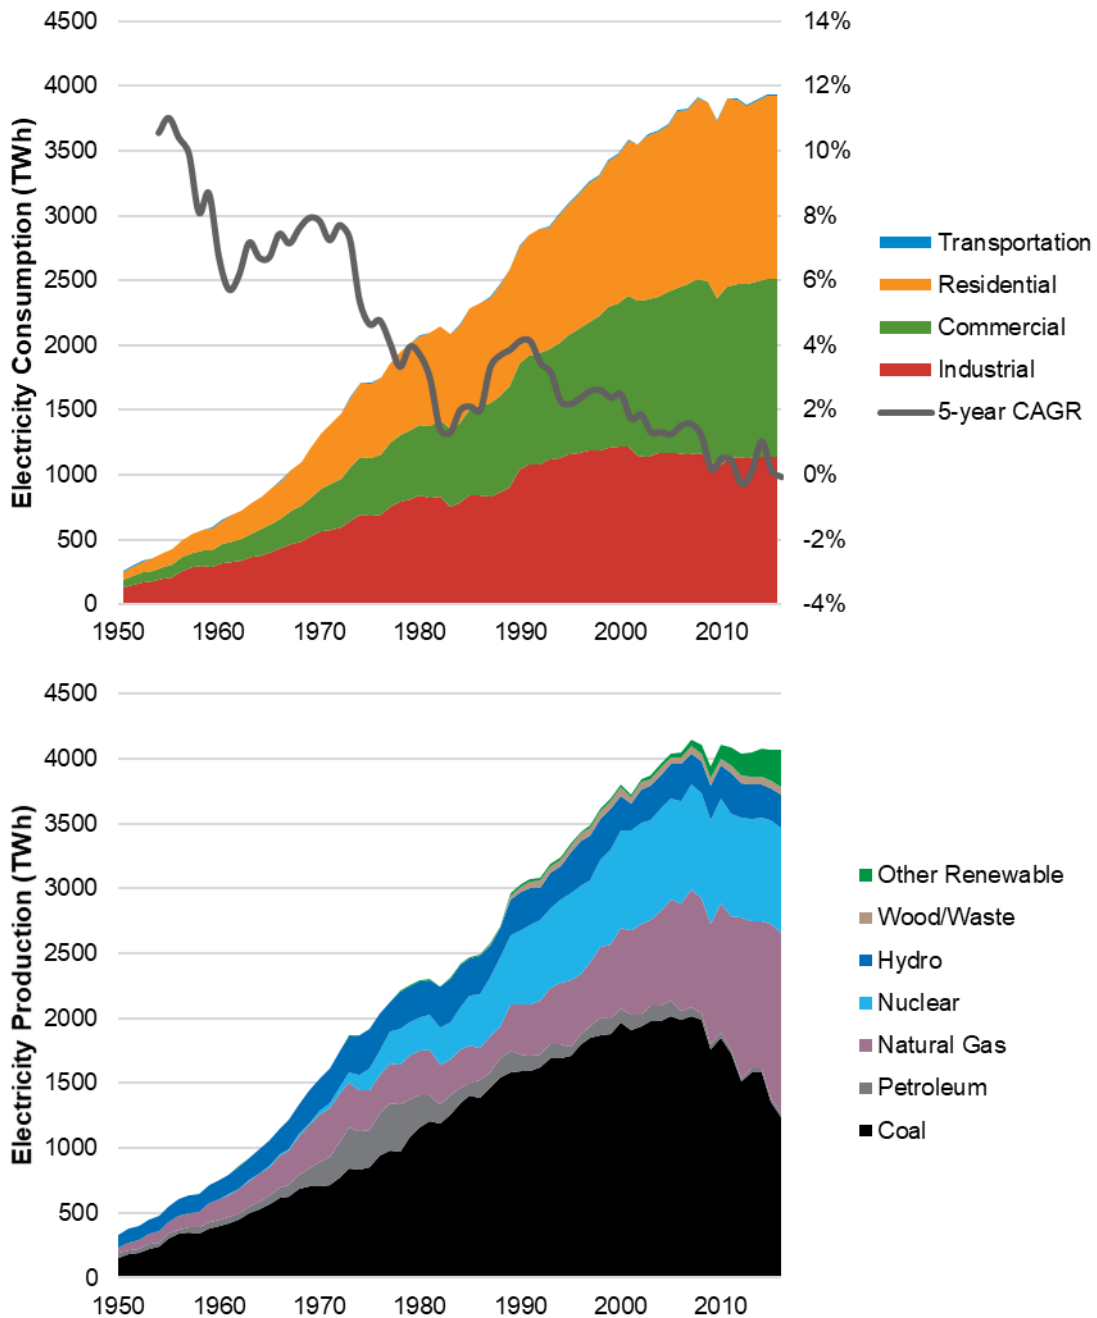 4500
4000
3500
3000
2500
2000
1500
1000
500
0
Electricity Consumption (TWh)
14%
12%
10%
8%
6%
4%
2%
0%
-2%
-4%
1950 1960 1970 1980 1990 2000 2010
Transportation
Residential
Commercial
Industrial
5-year CAGR
4500
4000
3500
3000
2500
2000
1500
1000
500
0
Electricity Production (TWh)
1950 1960 1970 1980 1990 2000 2010
Other Renewable
Wood/Waste
Hydro
Nuclear
Natural Gas
Petroleum
Coal